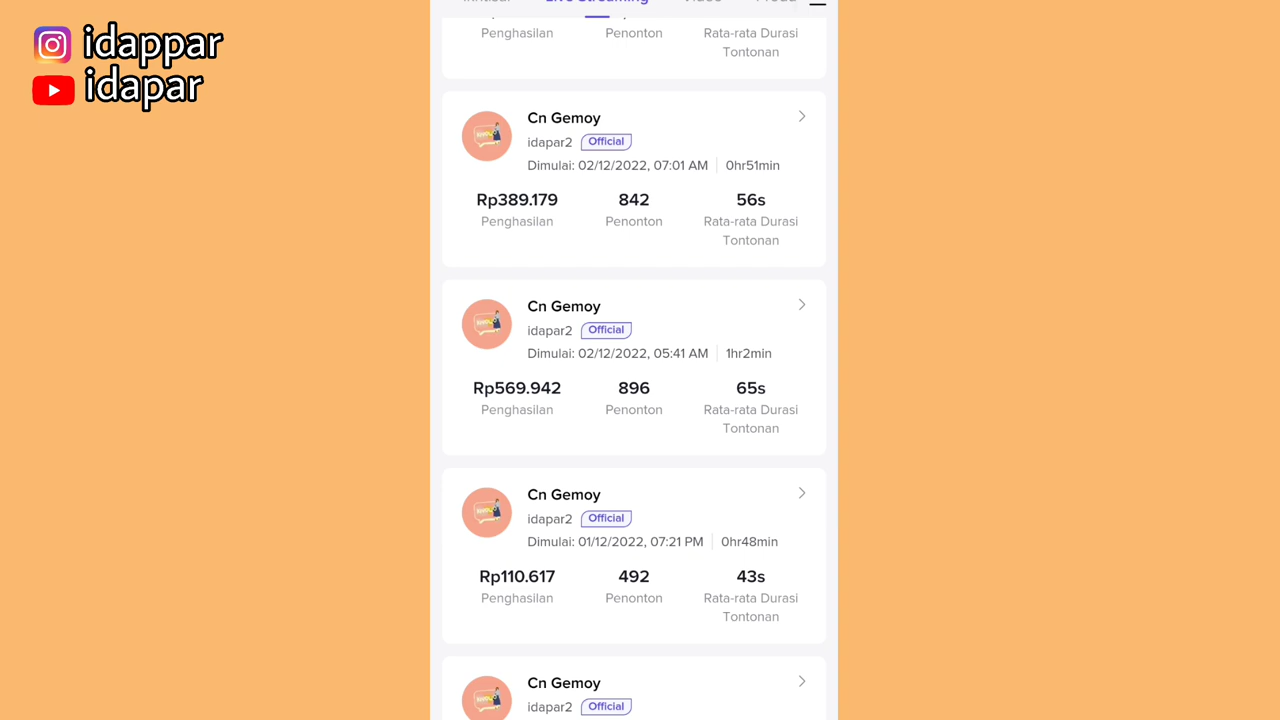 idappar
idapar
Live Streaming
Penghasilan Penonton Rata-rata Durasi
Tontonan
Cn Gemoy
idapar2 Official
Dimulai: 02/12/2022, 07:01 AM 0hr51min
Rp389.179 842 56s
Penghasilan Penonton Rata-rata Durasi
Tontonan
Cn Gemoy
idapar2 Official
Dimulai: 02/12/2022, 05:41 AM 1hr2min
Rp569.942 896 65s
Penghasilan Penonton Rata-rata Durasi
Tontonan
Cn Gemoy
idapar2 Official
Dimulai: 01/12/2022, 07:21 PM 0hr48min
Rp110.617 492 43s
Penghasilan Penonton Rata-rata Durasi
Tontonan
Cn Gemoy
idapar2 Official